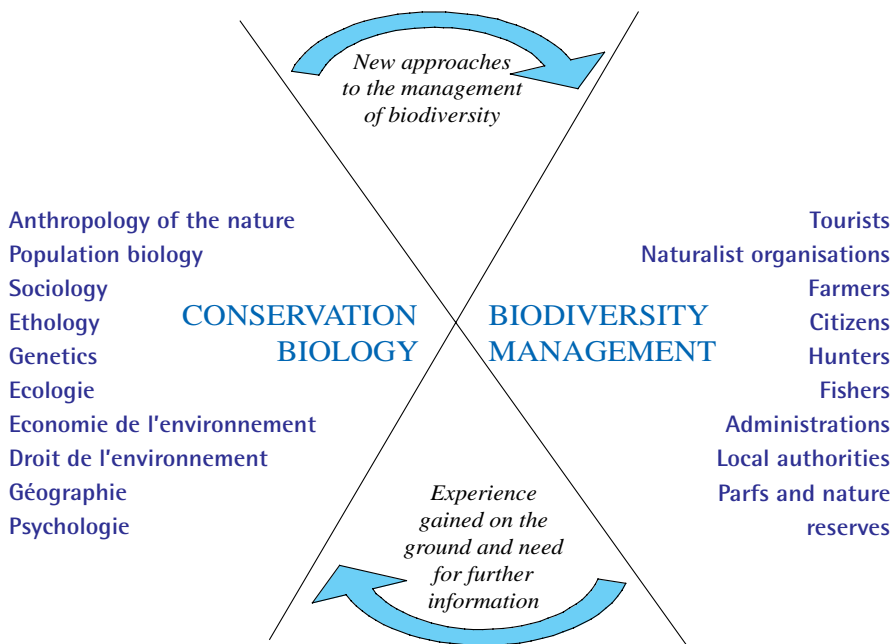 New approaches
to the management
of biodiversity
Anthropology of the nature
Population biology
Sociology
Ethology
Genetics
Ecologie
Economie de l'environnement
Droit de l'environnement
Géographie
Psychologie
CONSERVATION
BIOLOGY
BIODIVERSITY
MANAGEMENT
Tourists
Naturalist organisations
Farmers
Citizens
Hunters
Fishers
Administrations
Local authorities
Parfs and nature
reserves
Experience
gained on the
ground and need
for further
information